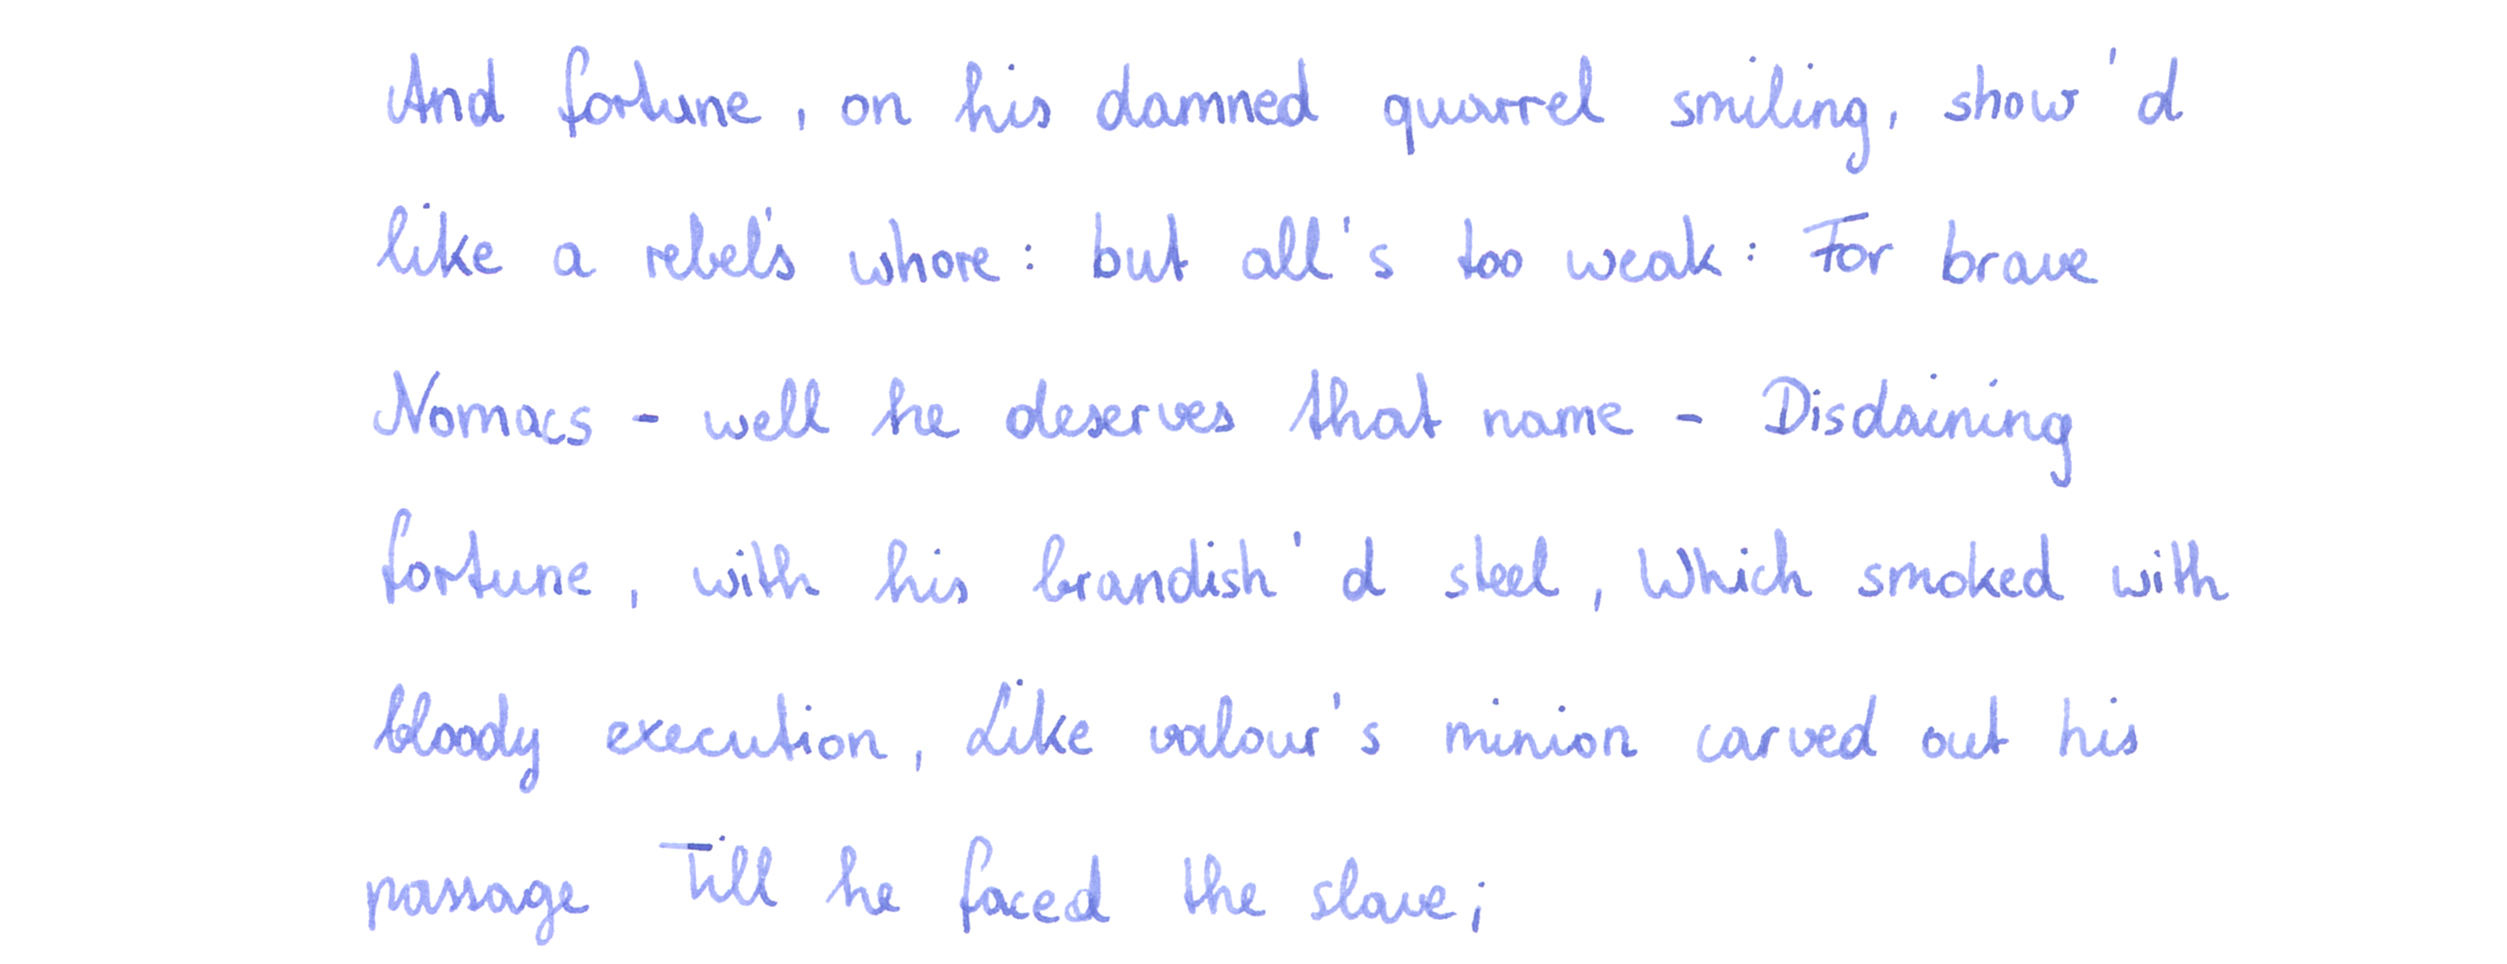 And fortune, on his damned quarrel smiling, show'd
like a rebel's whore: but all's too weak: For brave
Nomacs - well he deserves that name - Disdaining
fortune, with his brandish'd steel, Which smoked with
bloody execution, Like valour's minion carved out his
passage Till he faced the slave;